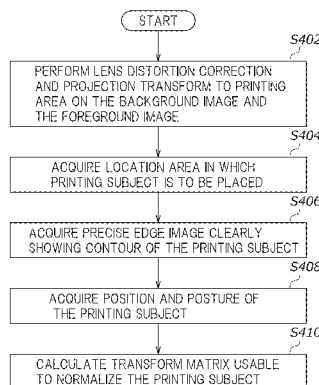 START
S402
PERFORM LENS DISTORTION CORRECTION
AND PROJECTION TRANSFORM TO PRINTING
AREA ON THE BACKGROUND IMAGE AND
THE FOREGROUND IMAGE
S404
ACQUIRE LOCATION AREA IN WHICH
PRINTING SUBJECT IS TO BE PLACED
S406
ACQUIRE PRECISE EDGE IMAGE CLEARLY
SHOWING CONTOUR OF THE PRINTING SUBJECT
S408
ACQUIRE POSITION AND POSTURE OF
THE PRINTING SUBJECT
S410
CALCULATE TRANSFORM MATRIX USABLE
TO NORMALIZE THE PRINTING SUBJECT